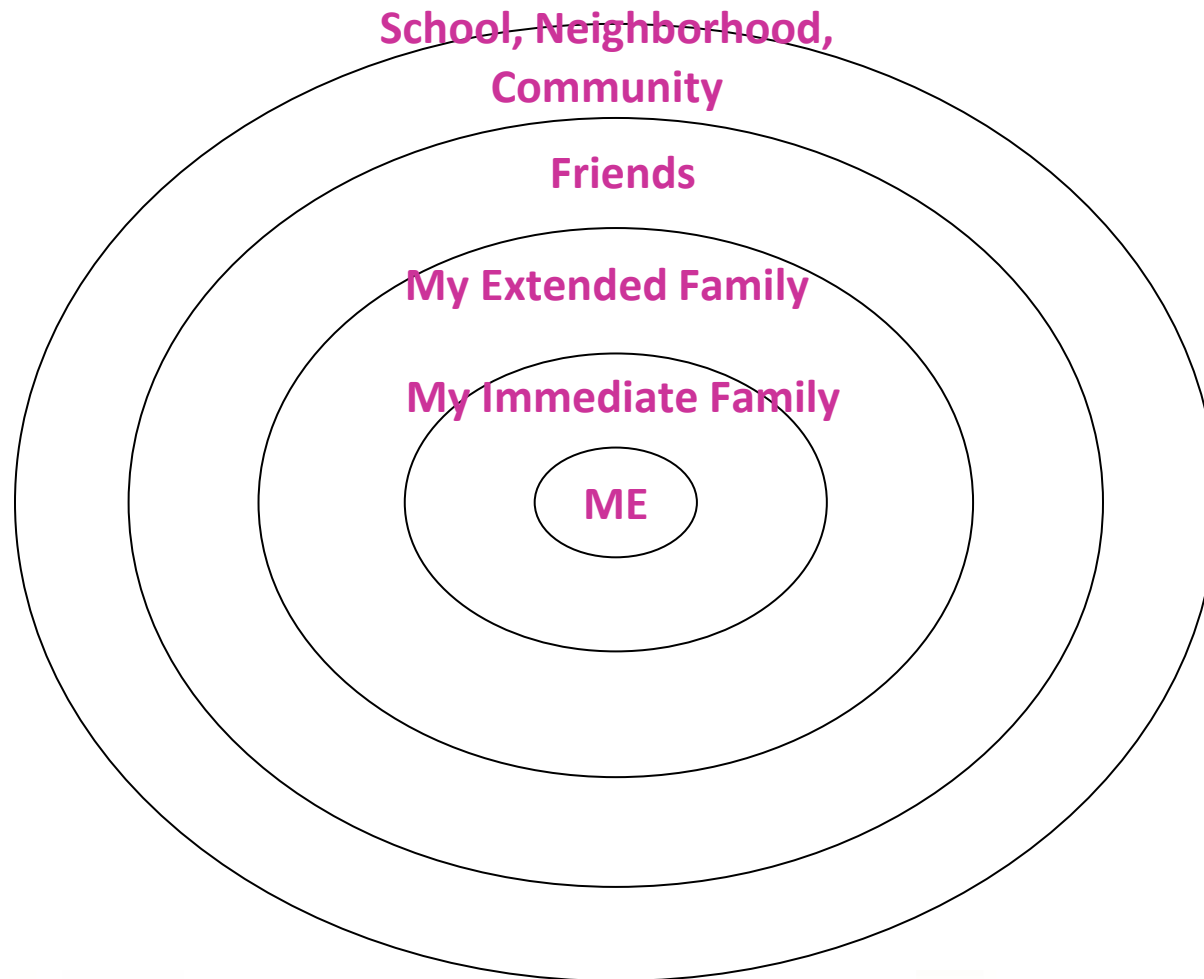 School, Neighborhood,
Community
Friends
My Extended Family
My Immediate Family
ME